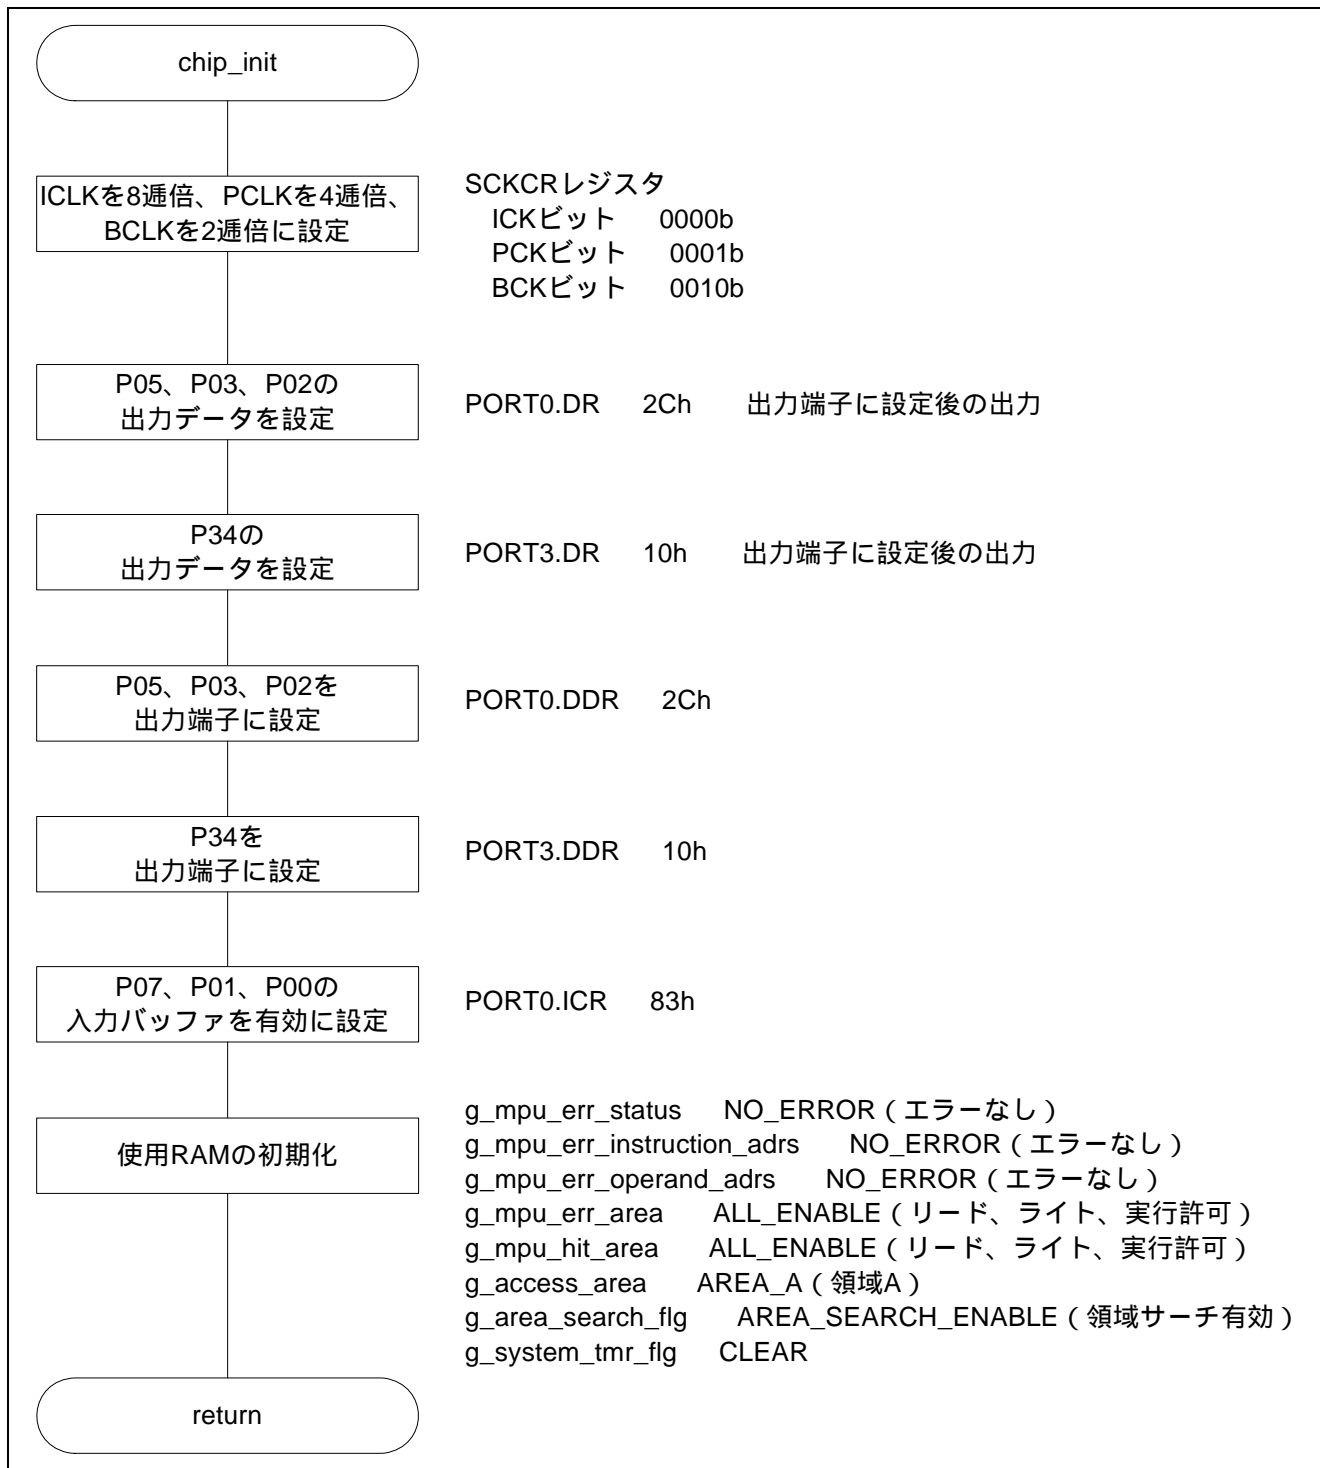 chip_init
ICLKを8逓倍、PCLKを4逓倍、
BCLKを2逓倍に設定
SCKCRレジスタ
ICKビット 0000b
PCKビット 0001b
BCKビット 0010b
P05、P03、P02の
出力データを設定
PORT0.DR 2Ch 出力端子に設定後の出力
P34の
出力データを設定
PORT3.DR 10h 出力端子に設定後の出力
P05、P03、P02を
出力端子に設定
PORT0.DDR 2Ch
P34を
出力端子に設定
PORT3.DDR 10h
P07、P01、P00の
入力バッファを有効に設定
PORT0.ICR 83h
使用RAMの初期化
g_mpu_err_status NO_ERROR（エラーなし）
g_mpu_err_instruction_adrs NO_ERROR（エラーなし）
g_mpu_err_operand_adrs NO_ERROR（エラーなし）
g_mpu_err_area ALL_ENABLE（リード、ライト、実行許可）
g_mpu_hit_area ALL_ENABLE（リード、ライト、実行許可）
g_access_area AREA_A（領域A）
g_area_search_flg AREA_SEARCH_ENABLE（領域サーチ有効）
g_system_tmr_flg CLEAR
return